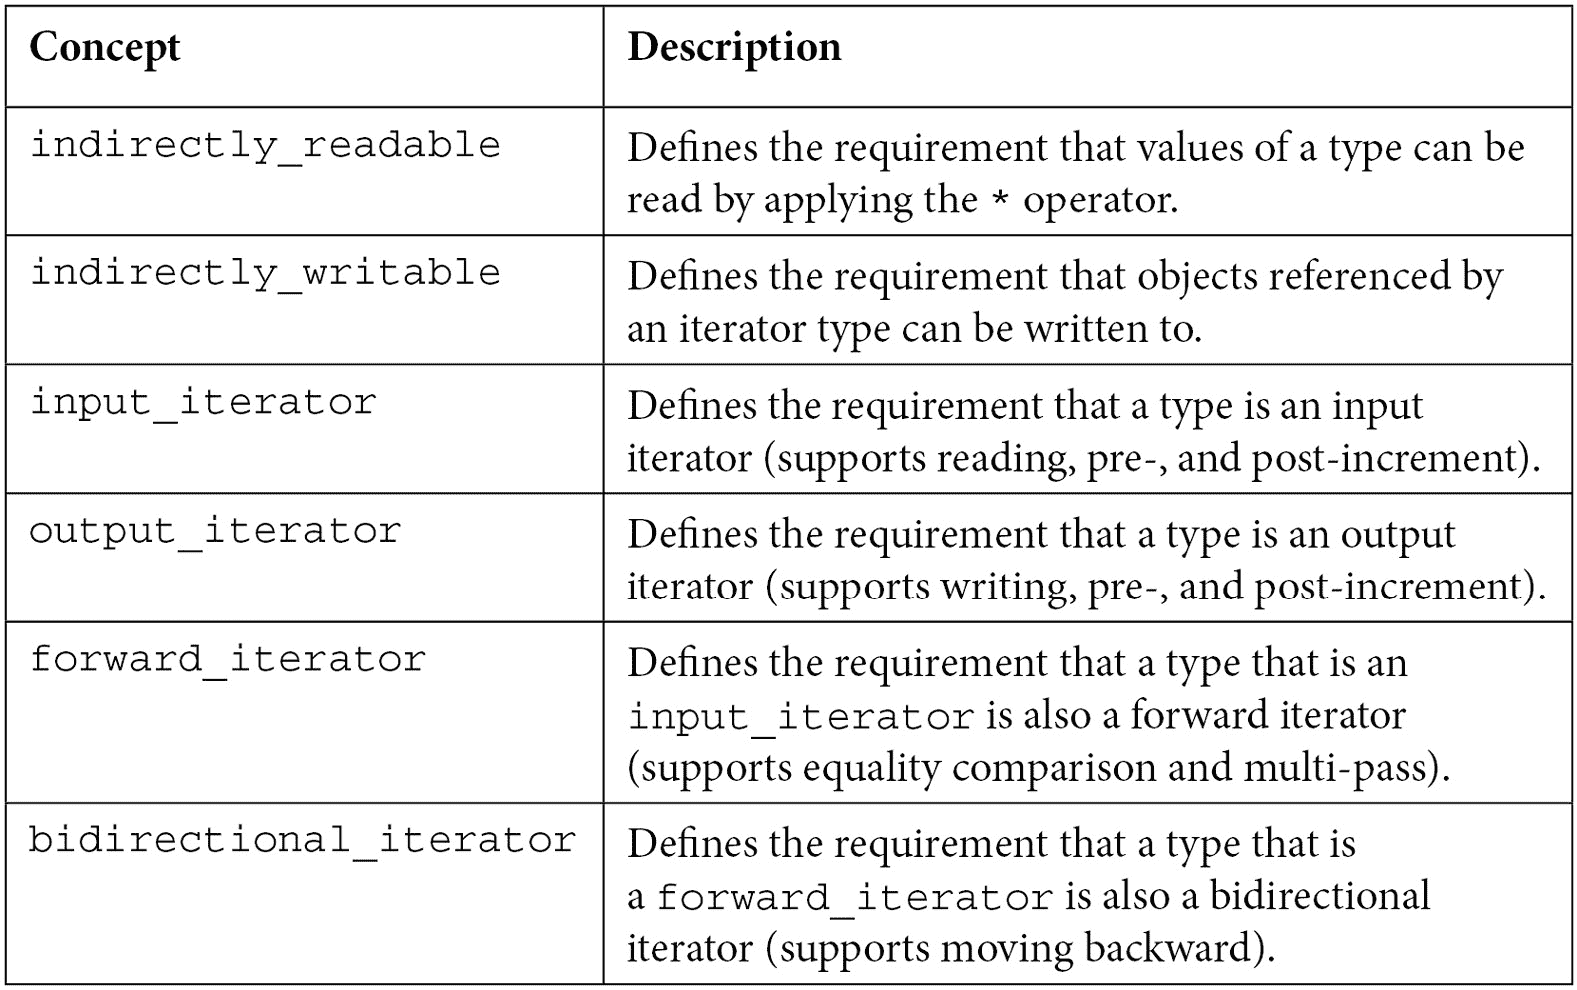 Concept Description
indirectly_readable Defines the requirement that values of a type can be
read by applying the * operator.
indirectly_writable Defines the requirement that objects referenced by
an iterator type can be written to.
input_iterator Defines the requirement that a type is an input
iterator (supports reading, pre-, and post-increment).
output_iterator Defines the requirement that a type is an output
iterator (supports writing, pre-, and post-increment).
forward_iterator Defines the requirement that a type that is an
input_iterator is also a forward iterator
(supports equality comparison and multi-pass).
bidirectional_iterator Defines the requirement that a type that is
a forward_iterator is also a bidirectional
iterator (supports moving backward).